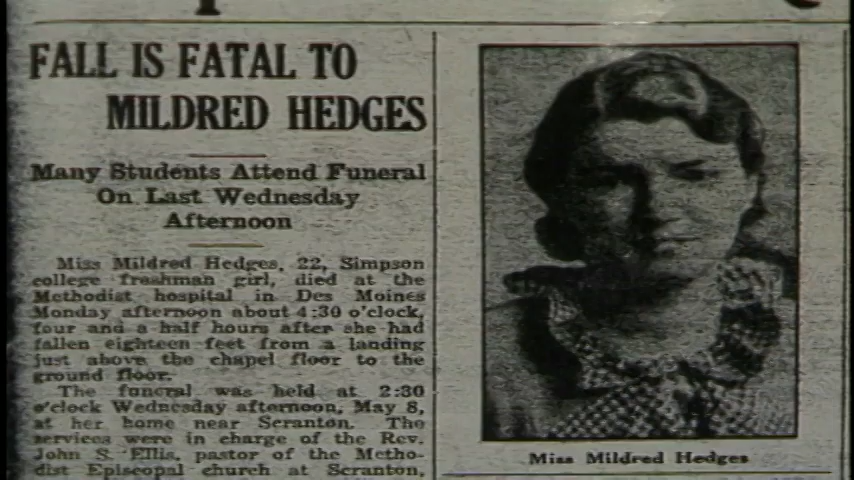 FALL IS FATAL TO
MILDRED HEDGES
Many Students Attend Funeral
On Last Wednesday
Afternoon
Miss Mildred Hedges, 22, Simpson
college freshman girl, died at the
Methodist hospital in Des Moines
Monday afternoon about 4:30 o'clock,
four and a half hours after she had
fallen eighteen feet from a landing
just above the chapel floor to the
ground floor.
The funeral was held at 2:30
o'clock Wednesday afternoon, May 8,
at her home near Scranton. The
services were in charge of the Rev.
John S. Ellis, pastor of the Metho-
dist Episcopal church at Scranton,
Miss Mildred Hedges